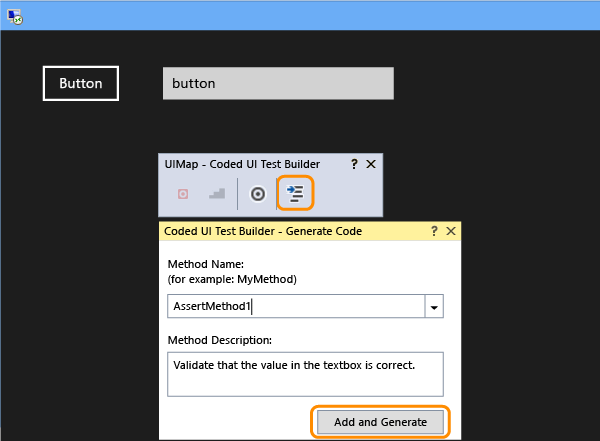 Button
button
UIMap - Coded UI Test Builder ?
Coded UI Test Builder - Generate Code ?
Method Name:
(for example: MyMethod)
AssertMethod1
Method Description:
Validate that the value in the textbox is correct.
Add and Generate